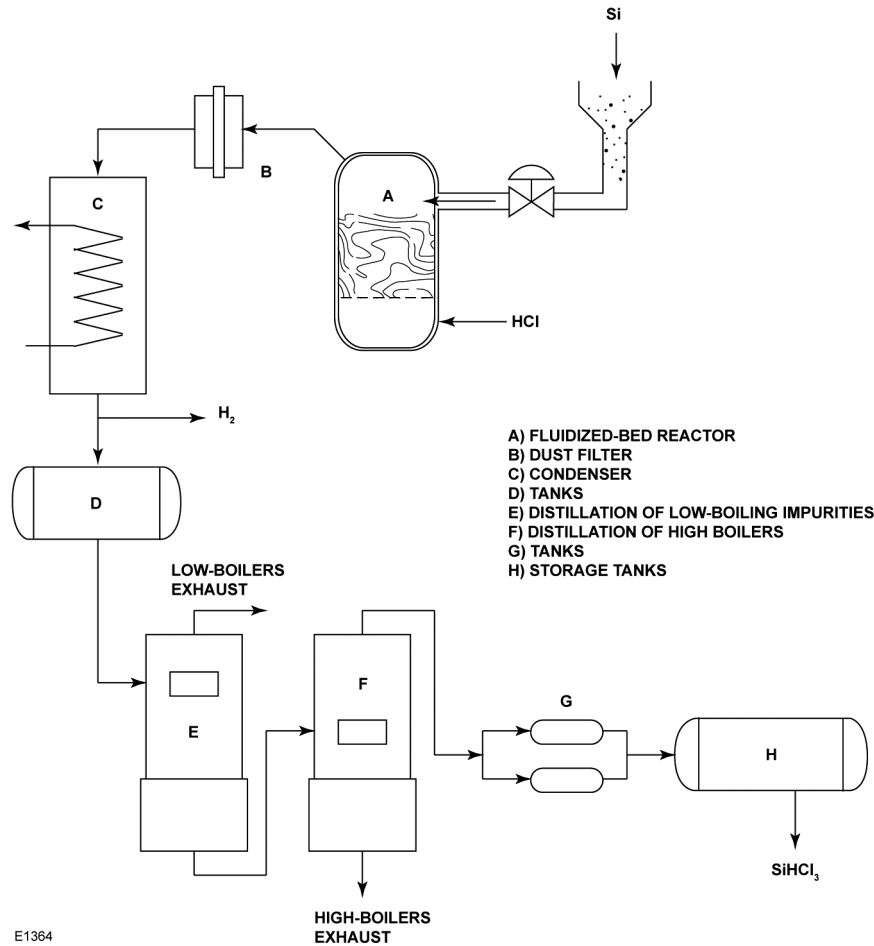 Si
B
A
C
HCl
H2
A) FLUIDIZED-BED REACTOR
B) DUST FILTER
C) CONDENSER
D) TANKS
E) DISTILLATION OF LOW-BOILING IMPURITIES
F) DISTILLATION OF HIGH BOILERS
G) TANKS
H) STORAGE TANKS
D
LOW-BOILERS
EXHAUST
F
G
E
H
SiHCl3
HIGH-BOILERS
EXHAUST
E1364